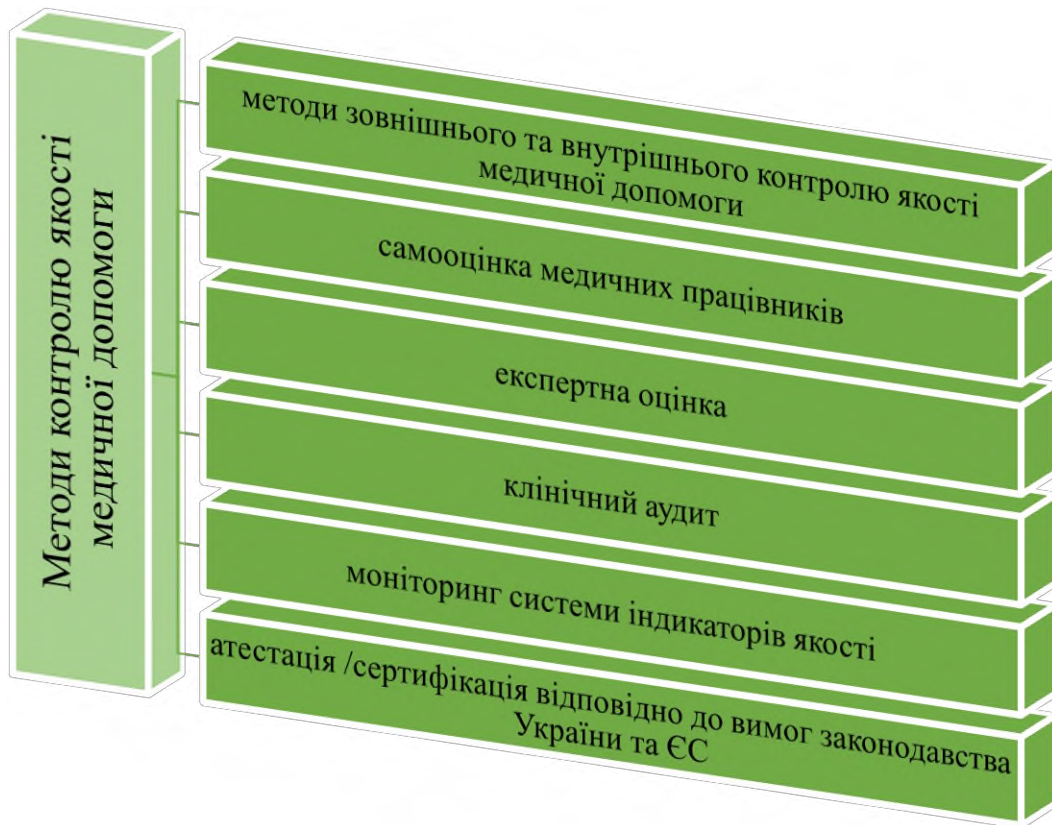 Методи контролю якості
медичної допомоги
методи зовнішнього та внутрішнього контролю якості
медичної допомоги
самооцінка медичних працівників
експертна оцінка
клінічний аудит
моніторинг системи індикаторів якості
атестація /сертифікація відповідно до вимог законодавства
України та ЄС